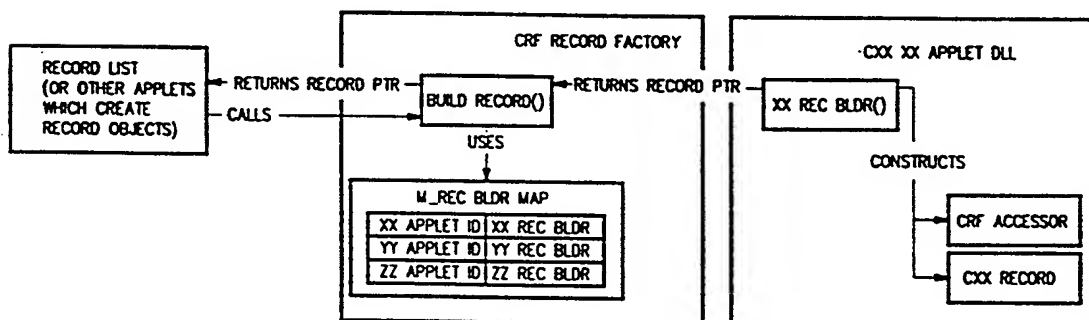 CRF RECORD FACTORY
CXX XX APPLET DLL
RECORD LIST
(OR OTHER APPLETS
WHICH CREATE
RECORD OBJECTS)
RETURNS RECORD PTR
CALLS
BUILD RECORD()
RETURNS RECORD PTR
XX REC BLDR()
USES
CONSTRUCTS
M_REC BLDR MAP
XX APPLET ID XX REC BLDR
YY APPLET ID YY REC BLDR
ZZ APPLET ID ZZ REC BLDR
CRF ACCESSOR
CXX RECORD